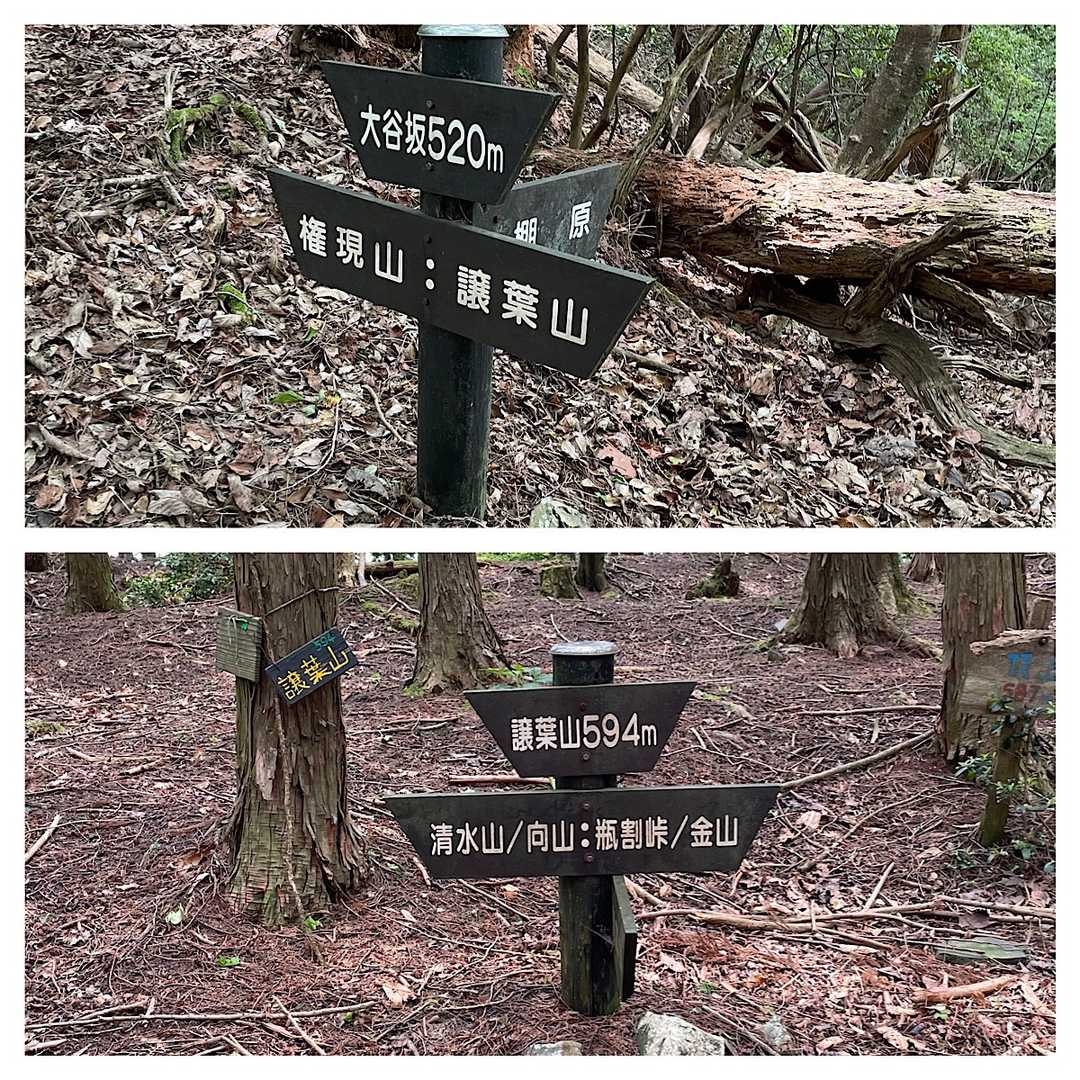 大谷坂520m
棚 原
権現山:譲葉山
594
譲葉山
譲葉山594m
清水山/向山:瓶割峠/金山